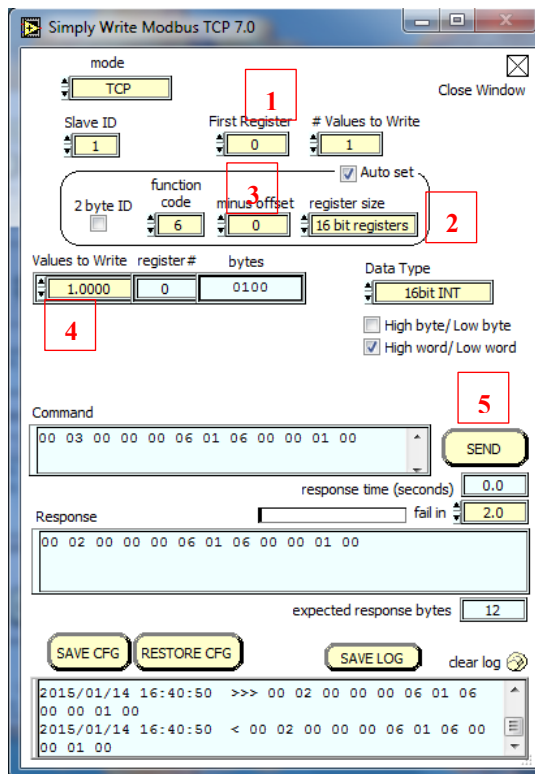 Simply Write Modbus TCP 7.0
mode
TCP
Close Window
1
Slave ID First Register # Values to Write
1 0 1
Auto set
function
2 byte ID code 3 minus offset register size
6 0 16 bit registers 2
Values to Write register# bytes Data Type
1.0000 0 0100 16bit INT
4
High byte/ Low byte
High word/ Low word
5
Command
00 03 00 00 00 06 01 06 00 00 01 00
SEND
response time (seconds) 0.0
Response fail in 2.0
00 02 00 00 00 06 01 06 00 00 01 00
expected response bytes 12
SAVE CFG RESTORE CFG SAVE LOG clear log
2015/01/14 16:40:50 >>> 00 02 00 00 00 06 01 06
00 00 01 00
2015/01/14 16:40:50 < 00 02 00 00 00 06 01 06 00
00 01 00